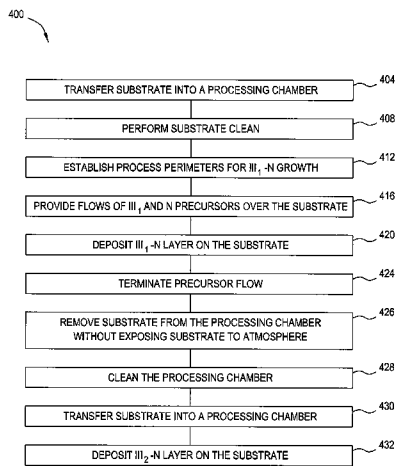 400
TRANSFER SUBSTRATE INTO A PROCESSING CHAMBER
404
PERFORM SUBSTRATE CLEAN
408
ESTABLISH PROCESS PERIMETERS FOR III1 -N GROWTH
412
PROVIDE FLOWS OF III1 AND N PRECURSORS OVER THE SUBSTRATE
416
DEPOSIT III1 -N LAYER ON THE SUBSTRATE
420
TERMINATE PRECURSOR FLOW
424
REMOVE SUBSTRATE FROM THE PROCESSING CHAMBER
WITHOUT EXPOSING SUBSTRATE TO ATMOSPHERE
426
CLEAN THE PROCESSING CHAMBER
428
TRANSFER SUBSTRATE INTO A PROCESSING CHAMBER
430
DEPOSIT III2 -N LAYER ON THE SUBSTRATE
432